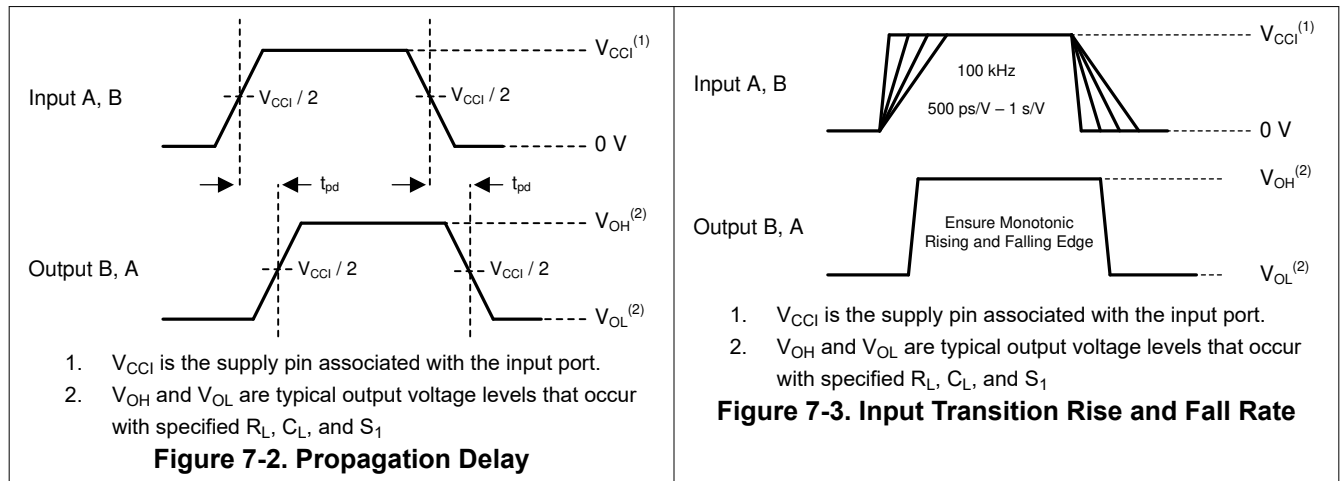 V_CCI^(1)
Input A, B
V_CCI / 2
V_CCI / 2
0 V
t_pd
t_pd
V_OH^(2)
Output B, A
V_CCI / 2
V_CCI / 2
V_OL^(2)
1. V_CCI is the supply pin associated with the input port.
2. V_OH and V_OL are typical output voltage levels that occur
with specified R_L, C_L, and S_1
Figure 7-2. Propagation Delay
V_CCI^(1)
100 kHz
Input A, B
500 ps/V – 1 s/V
0 V
V_OH^(2)
Output B, A
Ensure Monotonic
Rising and Falling Edge
V_OL^(2)
1. V_CCI is the supply pin associated with the input port.
2. V_OH and V_OL are typical output voltage levels that occur
with specified R_L, C_L, and S_1
Figure 7-3. Input Transition Rise and Fall Rate